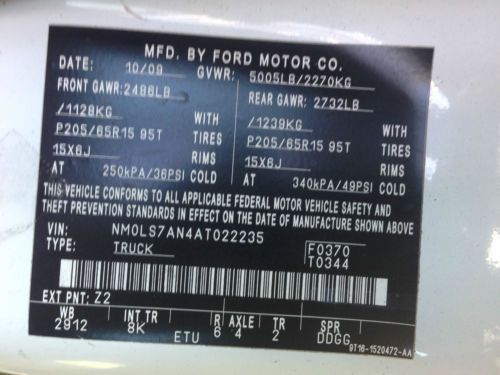 MFD. BY FORD MOTOR CO.
DATE: 10/09 GVWR: 5005LB/2270KG
FRONT GAWR: 2486LB REAR GAWR: 2732LB
/1128KG WITH /1239KG WITH
P205/65R15 95T TIRES P205/65R15 95T TIRES
15X6J RIMS 15X6J RIMS
AT 250kPA/36PSI COLD AT 340kPA/49PSI COLD
THIS VEHICLE CONFORMS TO ALL APPLICABLE FEDERAL MOTOR VEHICLE SAFETY AND
THEFT PREVENTION STANDARDS IN EFFECT ON THE DATE OF MANUFACTURE SHOWN ABOVE
VIN: NM0LS7AN4AT022235 F0370
TYPE: TRUCK T0344
EXT PNT: Z2
WB INT TR R AXLE TR SPR
2912 8K 6 4 2 DDGG
ETU 9T16-1520472-AA